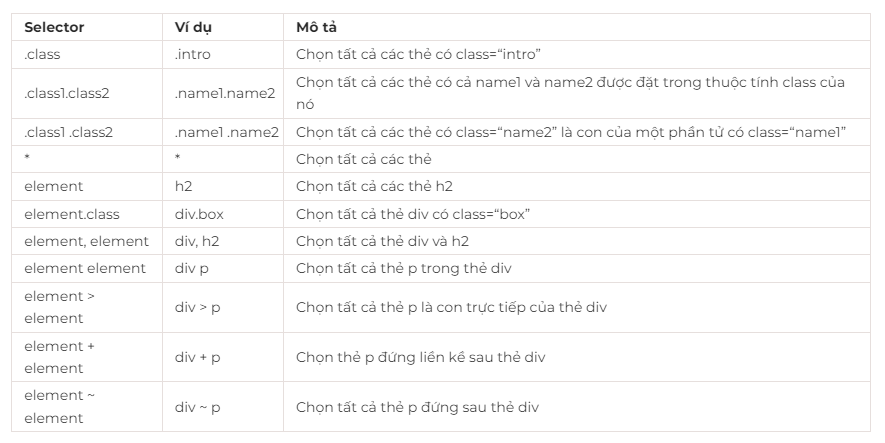 Selector Ví dụ Mô tả
.class .intro Chọn tất cả các thẻ có class=“intro”
.class1.class2 .name1.name2 Chọn tất cả các thẻ có cả name1 và name2 được đặt trong thuộc tính class của
nó
.class1 .class2 .name1 .name2 Chọn tất cả các thẻ có class=“name2” là con của một phần tử có class=“name1”
* * Chọn tất cả các thẻ
element h2 Chọn tất cả các thẻ h2
element.class div.box Chọn tất cả thẻ div có class=“box”
element, element div, h2 Chọn tất cả thẻ div và h2
element element div p Chọn tất cả thẻ p trong thẻ div
element >
element div > p Chọn tất cả thẻ p là con trực tiếp của thẻ div
element +
element div + p Chọn thẻ p đứng liền kề sau thẻ div
element ~
element div ~ p Chọn tất cả thẻ p đứng sau thẻ div